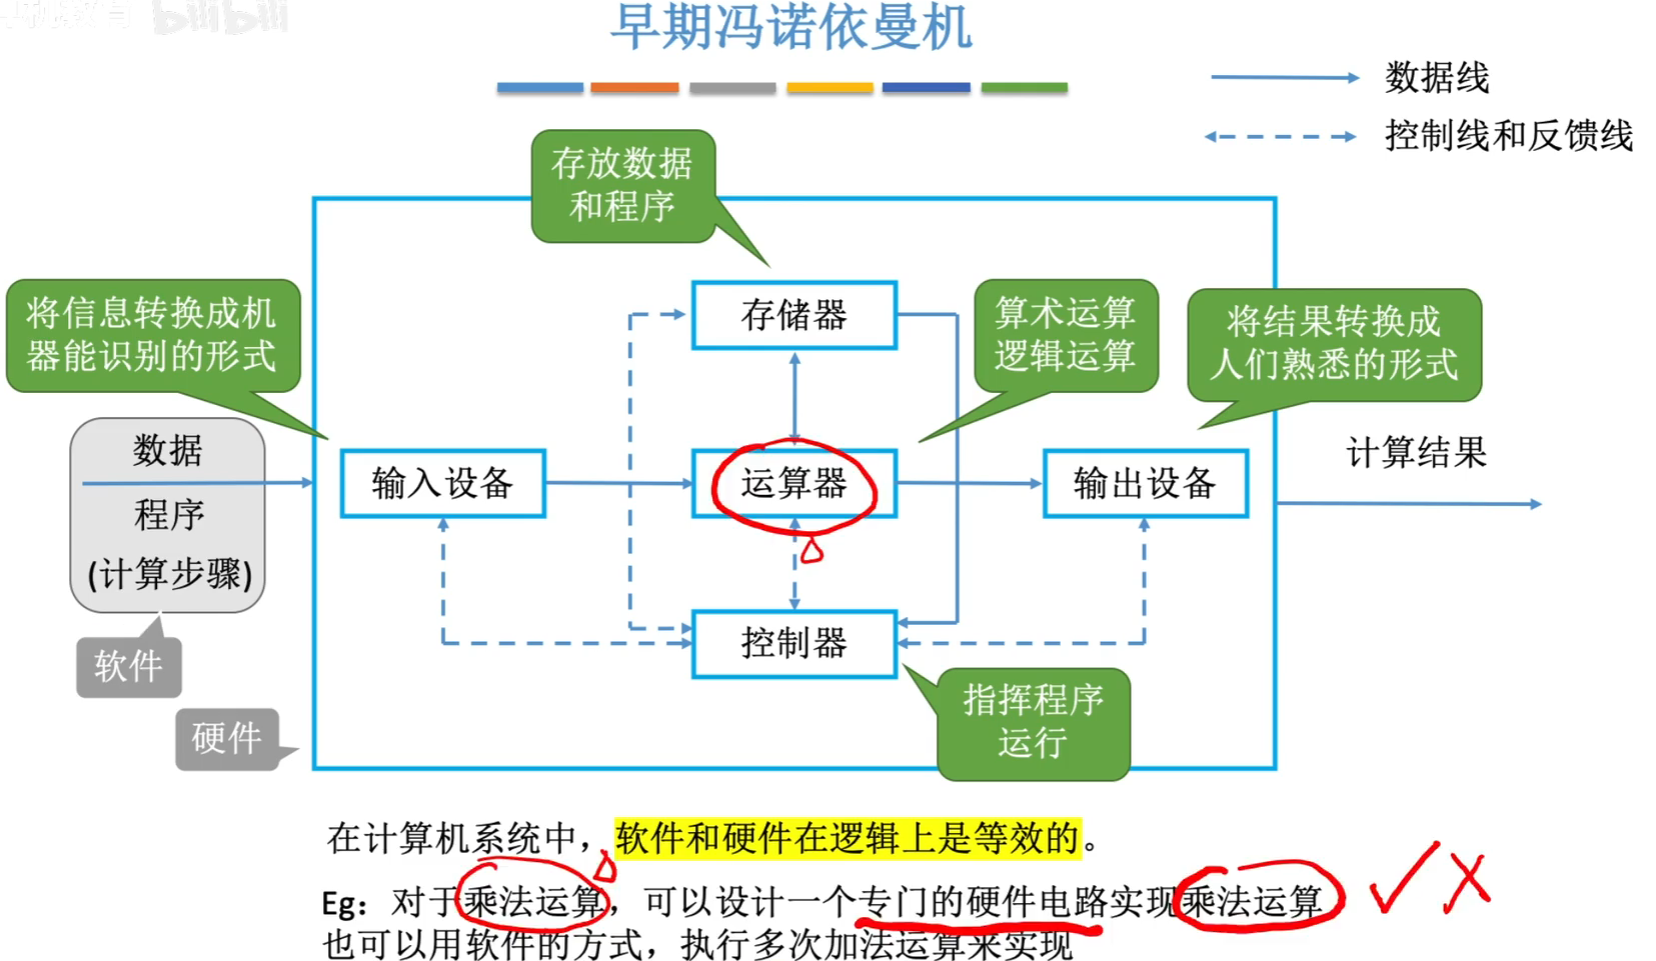 bilibili
早期冯诺依曼机
数据线
控制线和反馈线
存放数据
和程序
将信息转换成机
器能识别的形式
存储器
算术运算
逻辑运算
将结果转换成
人们熟悉的形式
数据
程序
(计算步骤)
输入设备
运算器
输出设备
计算结果
控制器
软件
硬件
指挥程序
运行
在计算机系统中，软件和硬件在逻辑上是等效的。
Eg：对于乘法运算，可以设计一个专门的硬件电路实现乘法运算
也可以用软件的方式，执行多次加法运算来实现